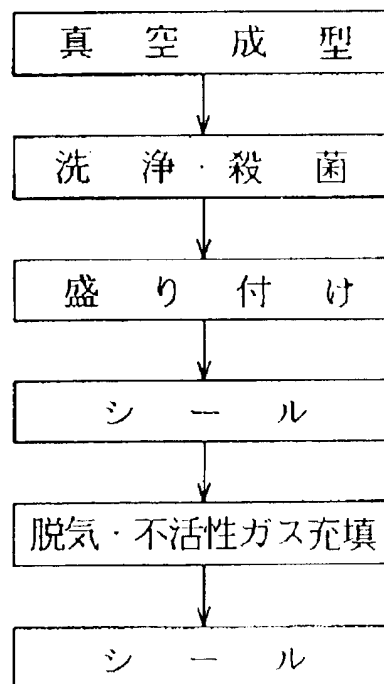 真空成型
洗浄・殺菌
盛り付け
シール
脱気・不活性ガス充填
シール